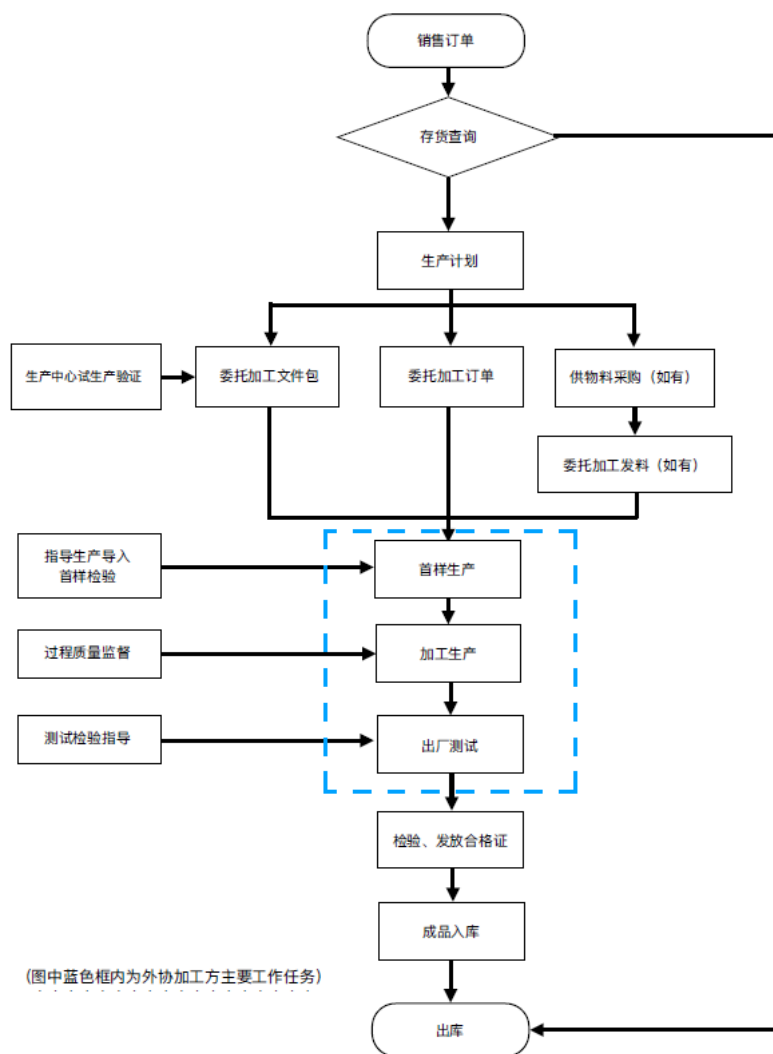 销售订单
存货查询
生产计划
生产中心试生产验证
委托加工文件包
委托加工订单
供物料采购（如有）
委托加工发料（如有）
指导生产导入
首样检验
首样生产
过程质量监督
加工生产
测试检验指导
出厂测试
检验、发放合格证
成品入库
（图中蓝色框内为外协加工方主要工作任务）
出库